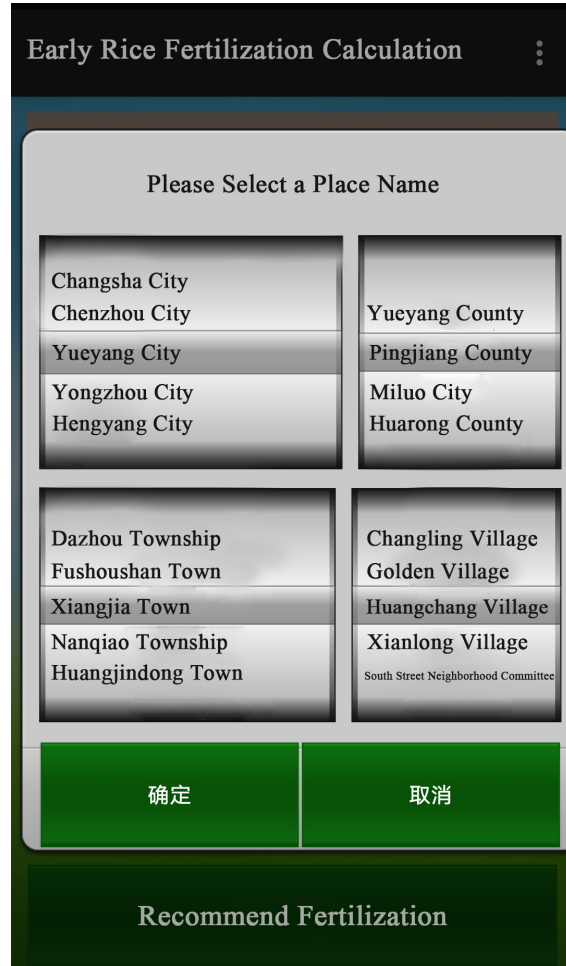 Early Rice Fertilization Calculation
Please Select a Place Name
Changsha City
Chenzhou City
Yueyang City
Yongzhou City
Hengyang City
Yueyang County
Pingjiang County
Miluo City
Huarong County
Dazhou Township
Fushoushan Town
Xiangjia Town
Nanqiao Township
Huangjindong Town
Changling Village
Golden Village
Huangchang Village
Xianlong Village
South Street Neighborhood Committee
确定
取消
Recommend Fertilization